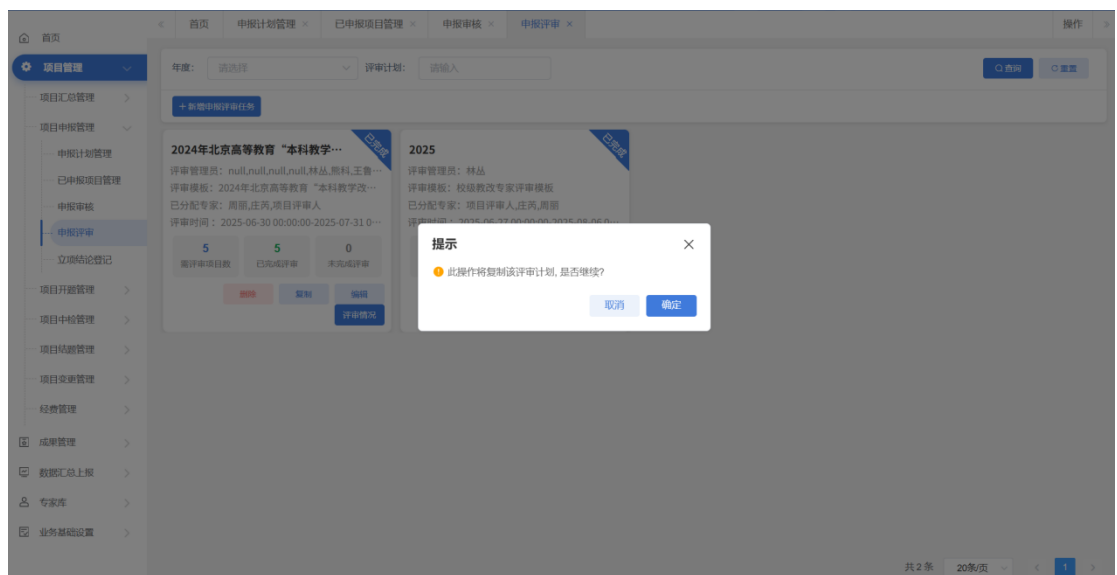 首页
申报计划管理 ×
已申报项目管理 ×
申报审核 ×
申报评审 ×
操作
首页
项目管理
项目汇总管理
项目申报管理
申报计划管理
已申报项目管理
申报审核
申报评审
立项结论登记
项目开题管理
项目中检管理
项目结题管理
项目变更管理
经费管理
成果管理
数据汇总上报
专家库
业务基础设置
年度: 请选择 评审计划: 请输入 查询 重置
+ 新增申报评审任务
已完成
2024年北京高等教育“本科教学…
评审管理员: null,null,null,null,林丛,熊科,王鲁…
评审模板: 2024年北京高等教育“本科教学改…
已分配专家: 周丽,庄芮,项目评审人
评审时间: 2025-06-30 00:00:00-2025-07-31 0…
5 5 0
需评审项目数 已完成评审 未完成评审
删除 复制 编辑
评审情况
已完成
2025
评审管理员: 林丛
评审模板: 校级教改专家评审模板
已分配专家: 项目评审人,庄芮,周丽
评审时间: 2025-06-27 00:00:00-2025-08-06 0…
提示
此操作将复制该评审计划, 是否继续?
取消 确定
共 2 条 20条/页 1